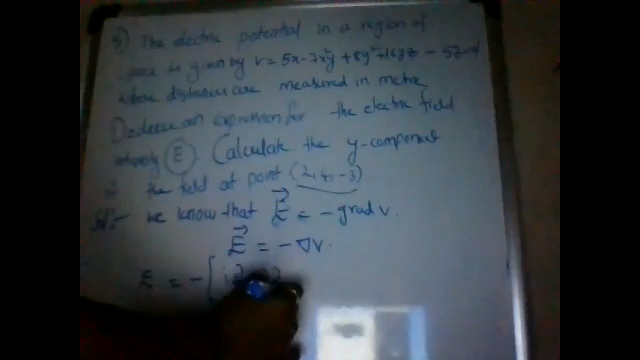 5) The electric potential in a region of
space is given by V = 5x - 7x²y + 8y² + 16yz - 5z
where distances are measured in metre
Deduce an expression for the electric field
(E). Calculate the y-component
the field at point (2, 4, -3)
we know that E⃗ = - grad V.
E⃗ = - ∇V.
E = - [ i